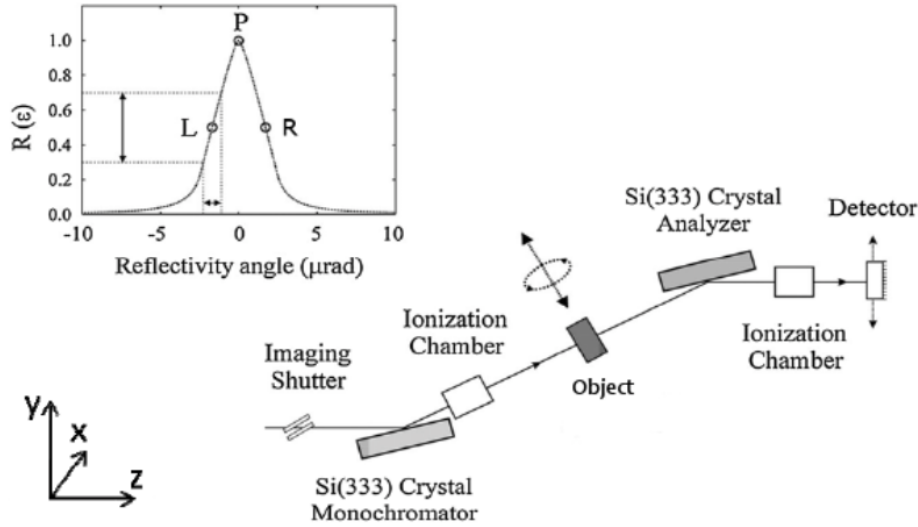 P
1.0
0.8
0.6
0.4
0.2
0.0
R (ε)
L
R
-10
-5
0
5
10
Reflectivity angle (μrad)
Si(333) Crystal
Analyzer
Detector
Ionization
Chamber
Imaging
Shutter
Object
Ionization
Chamber
y
x
z
Si(333) Crystal
Monochromator